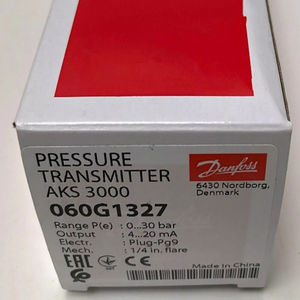 PRESSURE
TRANSMITTER
AKS 3000
060G1327
Range P(e) : 0...30 bar
Output : 4...20 mA
Electr. : Plug-Pg9
Mech. : 1/4 in. flare
Danfoss
6430 Nordborg,
Denmark
EAC
Made in China